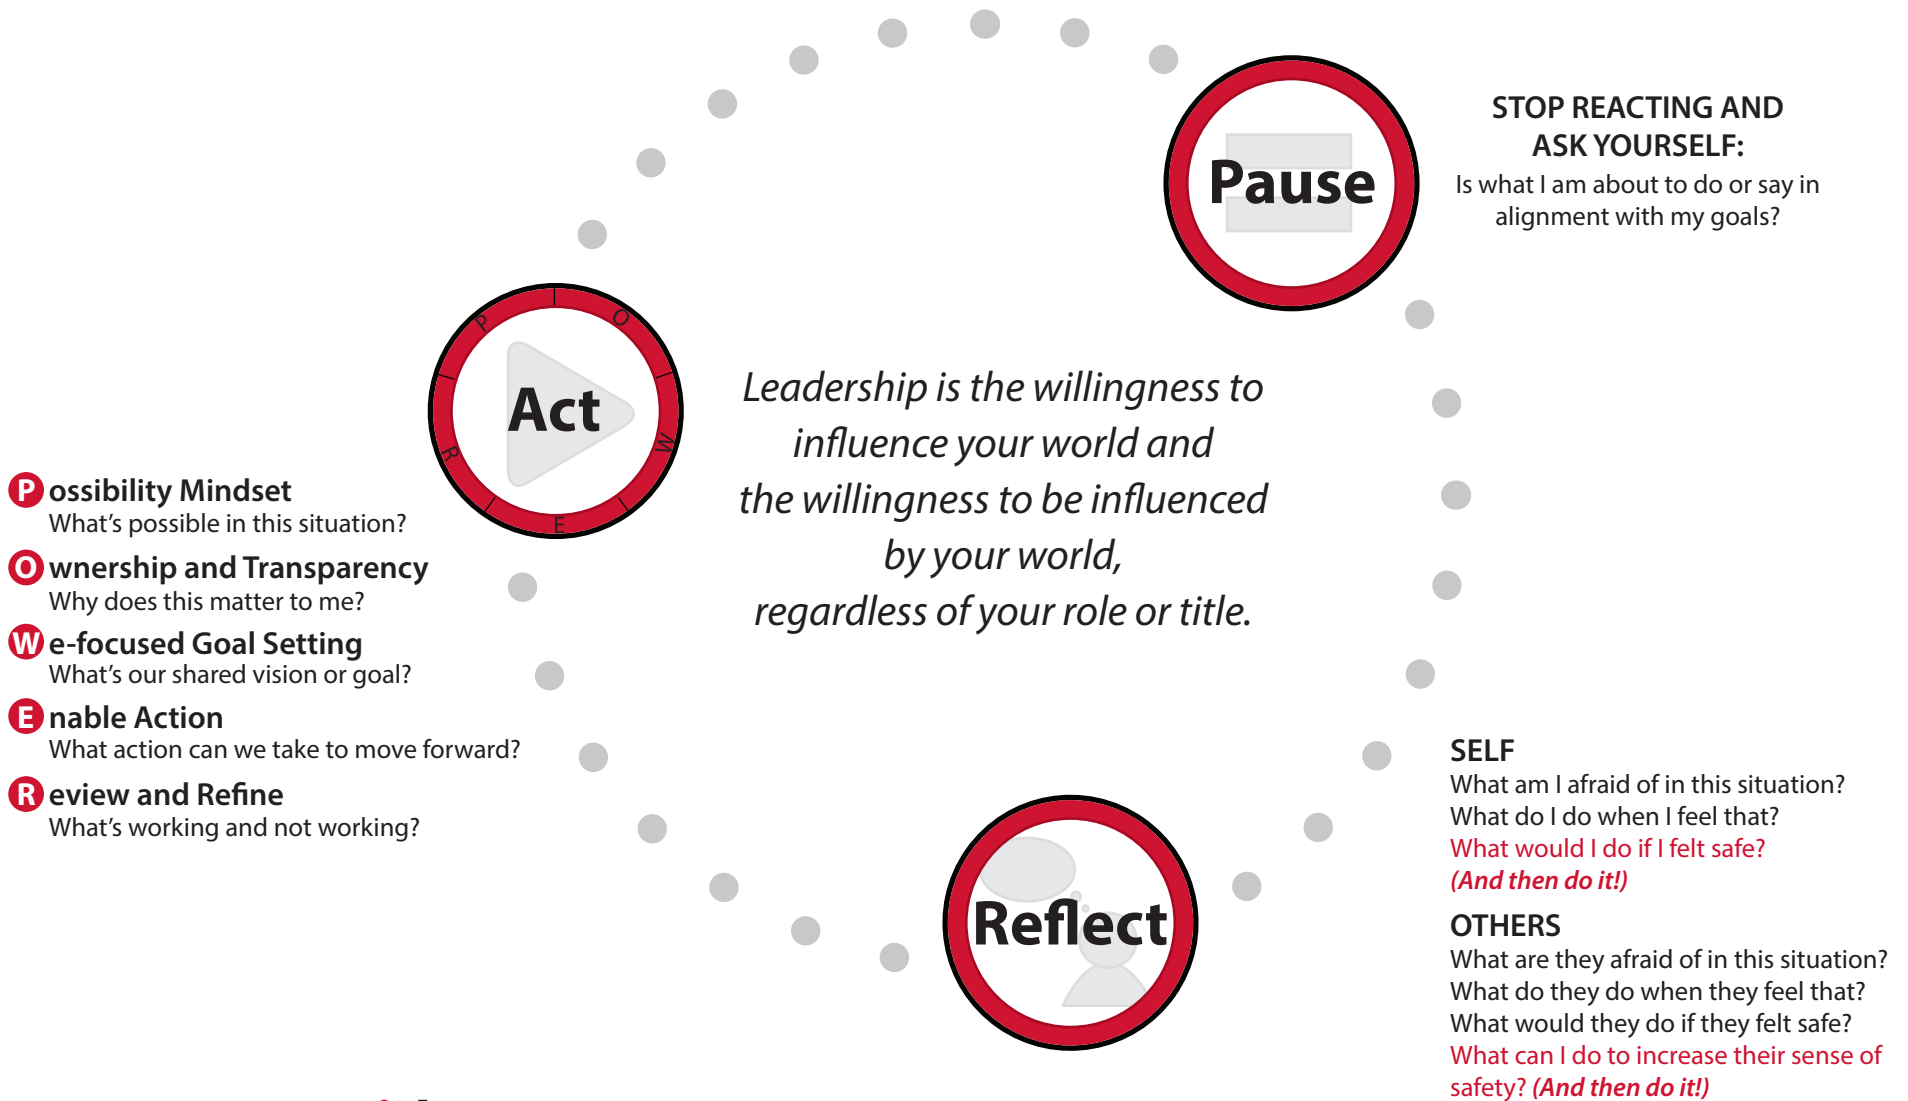 Pause
STOP REACTING AND
ASK YOURSELF:
Is what I am about to do or say in
alignment with my goals?
P
O
W
E
R
Act
Leadership is the willingness to
influence your world and
the willingness to be influenced
by your world,
regardless of your role or title.
Possibility Mindset
What's possible in this situation?
Ownership and Transparency
Why does this matter to me?
We-focused Goal Setting
What's our shared vision or goal?
Enable Action
What action can we take to move forward?
Review and Refine
What's working and not working?
Reflect
SELF
What am I afraid of in this situation?
What do I do when I feel that?
What would I do if I felt safe?
(And then do it!)
OTHERS
What are they afraid of in this situation?
What do they do when they feel that?
What would they do if they felt safe?
What can I do to increase their sense of
safety? (And then do it!)